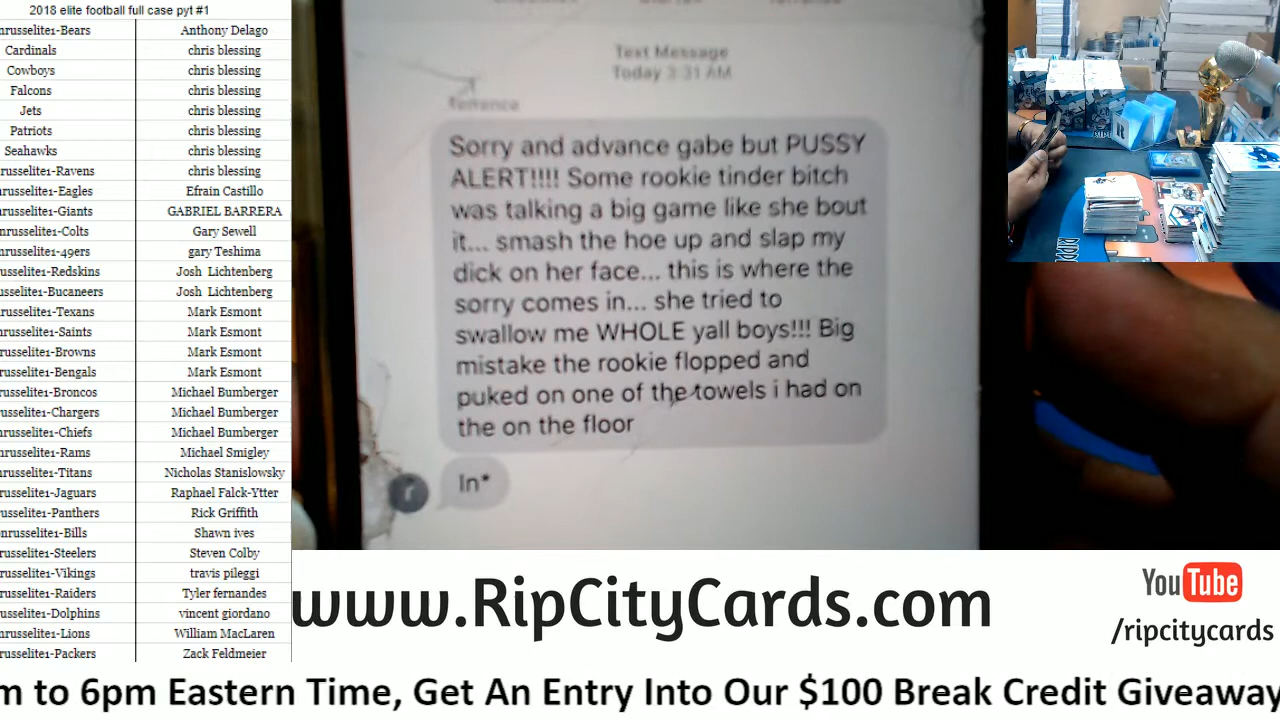 2018 elite football full case pyt #1
nrusselite1-Bears Anthony Delago
Cardinals chris blessing
Cowboys chris blessing
Falcons chris blessing
Jets chris blessing
Patriots chris blessing
Seahawks chris blessing
nrusselite1-Ravens chris blessing
nrusselite1-Eagles Efrain Castillo
nrusselite1-Giants GABRIEL BARRERA
nrusselite1-Colts Gary Sewell
nrusselite1-49ers gary Teshima
usselite1-Redskins Josh Lichtenberg
sselite1-Bucaneers Josh Lichtenberg
russelite1-Texans Mark Esmont
nrusselite1-Saints Mark Esmont
russelite1-Browns Mark Esmont
russelite1-Bengals Mark Esmont
russelite1-Broncos Michael Bumberger
usselite1-Chargers Michael Bumberger
nrusselite1-Chiefs Michael Bumberger
nrusselite1-Rams Michael Smigley
nrusselite1-Titans Nicholas Stanislowsky
usselite1-Jaguars Raphael Falck-Ytter
russelite1-Panthers Rick Griffith
nrusselite1-Bills Shawn ives
russelite1-Steelers Steven Colby
russelite1-Vikings travis pileggi
russelite1-Raiders Tyler fernandes
usselite1-Dolphins vincent giordano
nrusselite1-Lions William MacLaren
russelite1-Packers Zack Feldmeier
Text Message
Today 3:31 AM
Terrence
Sorry and advance gabe but PUSSY
ALERT!!!! Some rookie tinder bitch
was talking a big game like she bout
it... smash the hoe up and slap my
dick on her face... this is where the
sorry comes in... she tried to
swallow me WHOLE yall boys!!! Big
mistake the rookie flopped and
puked on one of the towels i had on
the on the floor
In*
www.RipCityCards.com
YouTube
/ripcitycards
m to 6pm Eastern Time, Get An Entry Into Our $100 Break Credit Giveaway